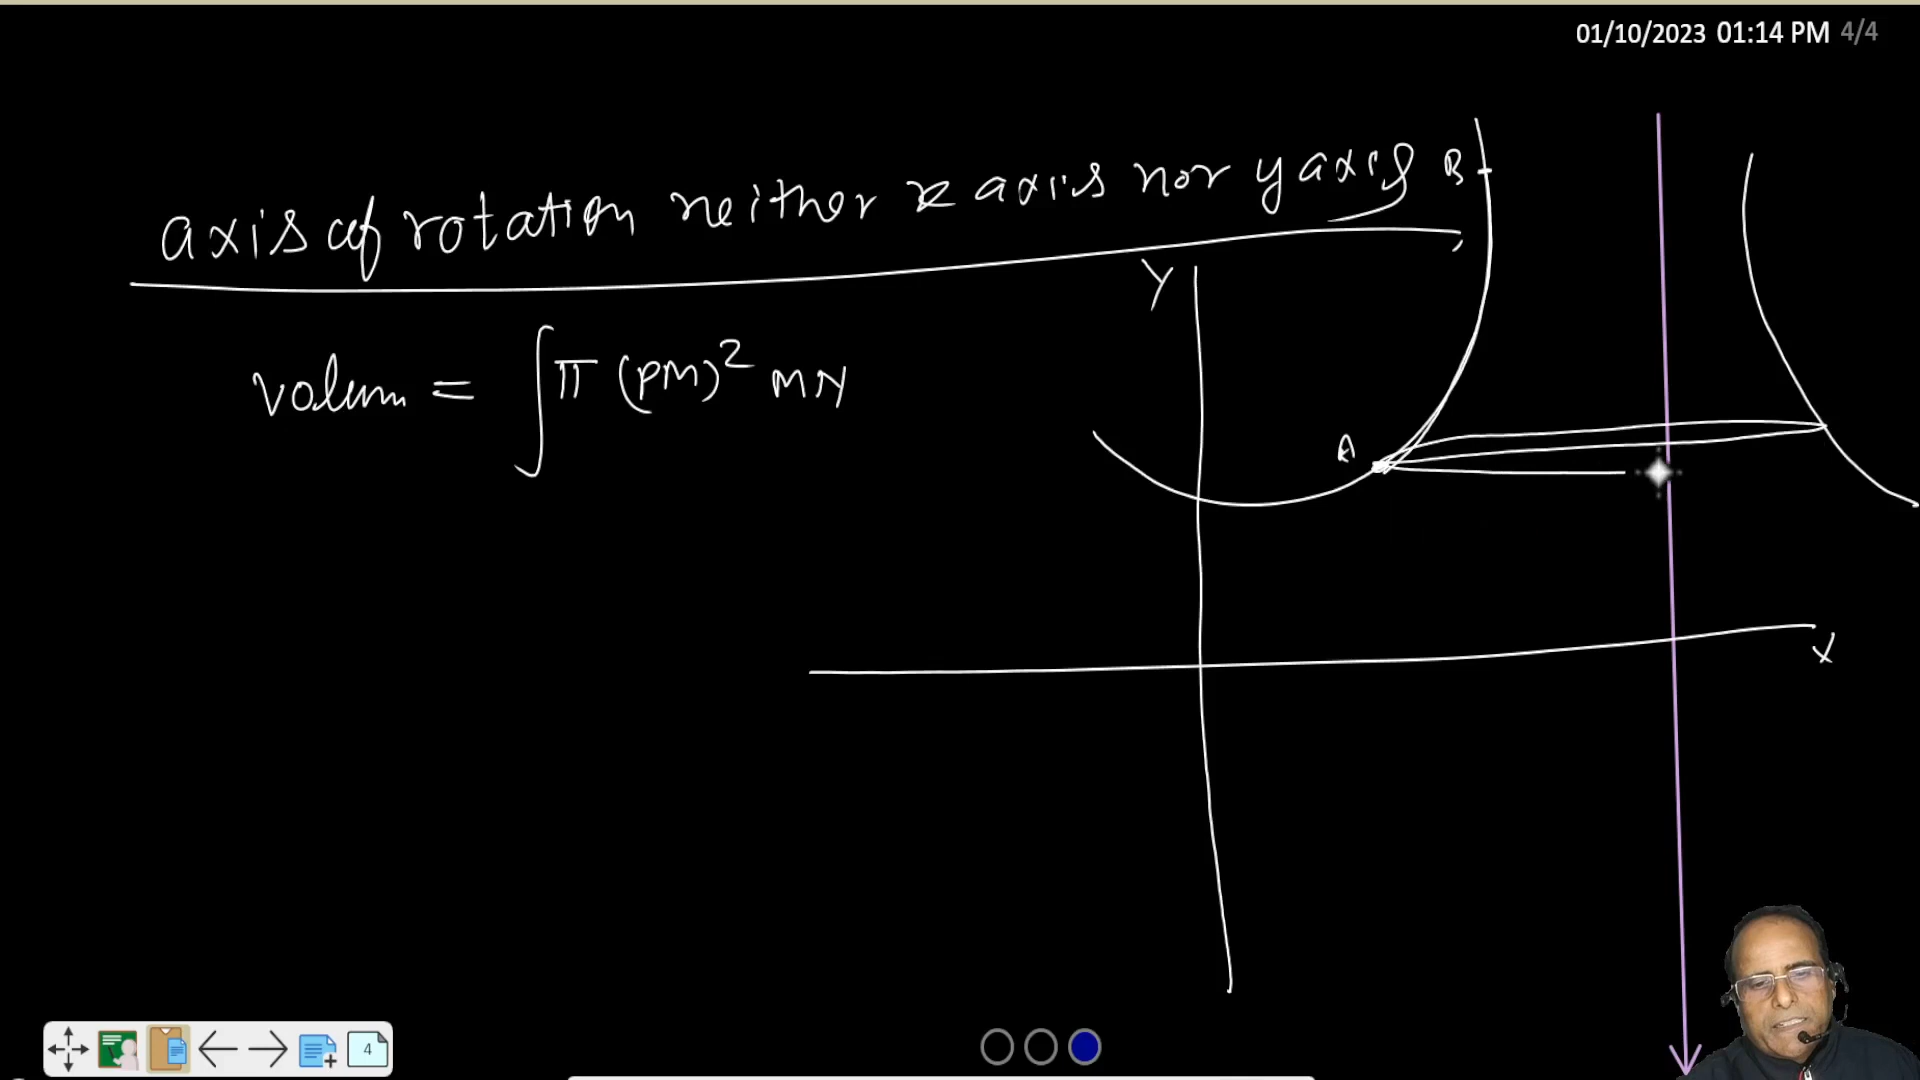 01/10/2023 01:14 PM 4/4
axis of rotation neither x axis nor y axis
B
Y
volum = ∫π (PM)² MN
A
X
4